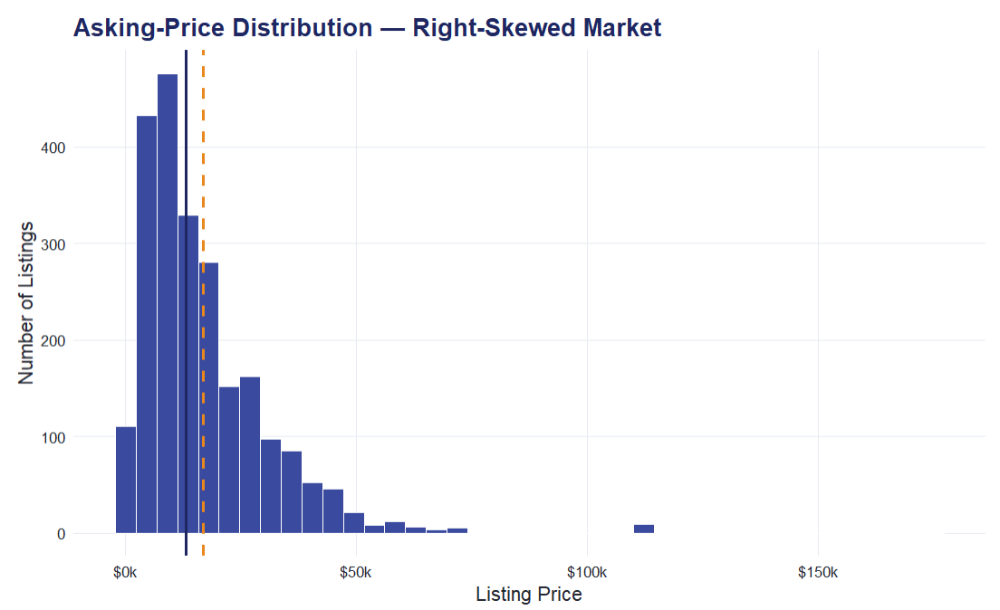 Asking-Price Distribution — Right-Skewed Market
Number of Listings
400
300
200
100
0
$0k
$50k
$100k
$150k
Listing Price